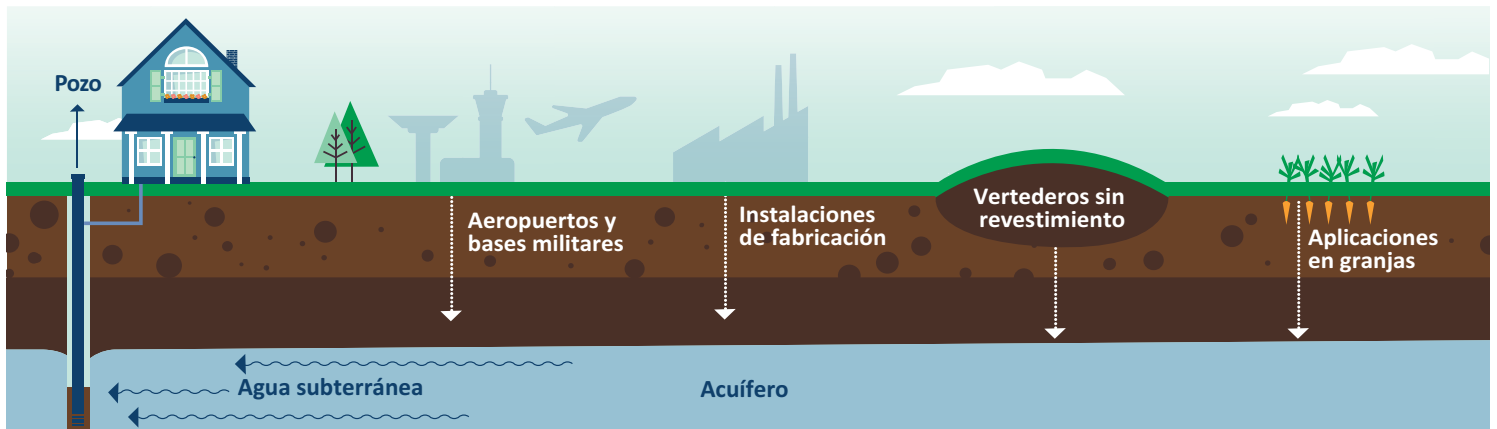 Pozo
Aeropuertos y
bases militares
Instalaciones
de fabricación
Vertederos sin
revestimiento
Aplicaciones
en granjas
Agua subterránea
Acuífero